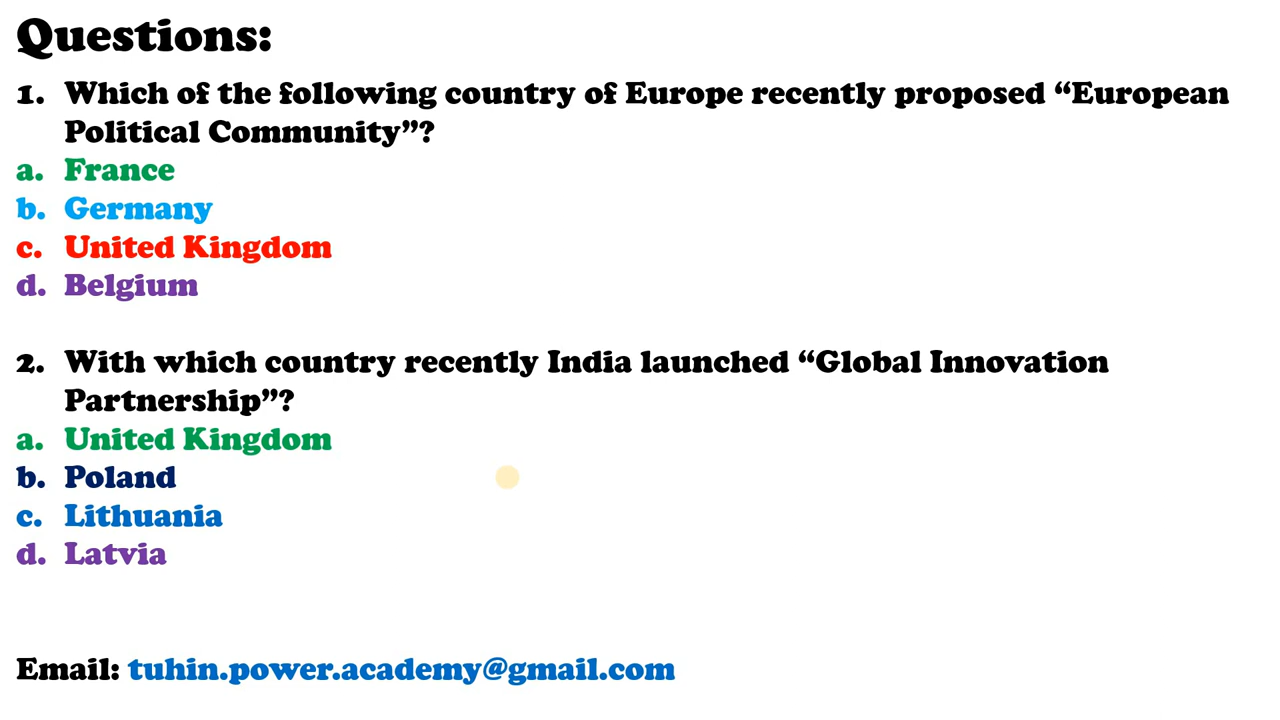 Questions:
1. Which of the following country of Europe recently proposed “European
Political Community”?
a. France
b. Germany
c. United Kingdom
d. Belgium
2. With which country recently India launched “Global Innovation
Partnership”?
a. United Kingdom
b. Poland
c. Lithuania
d. Latvia
Email: tuhin.power.academy@gmail.com